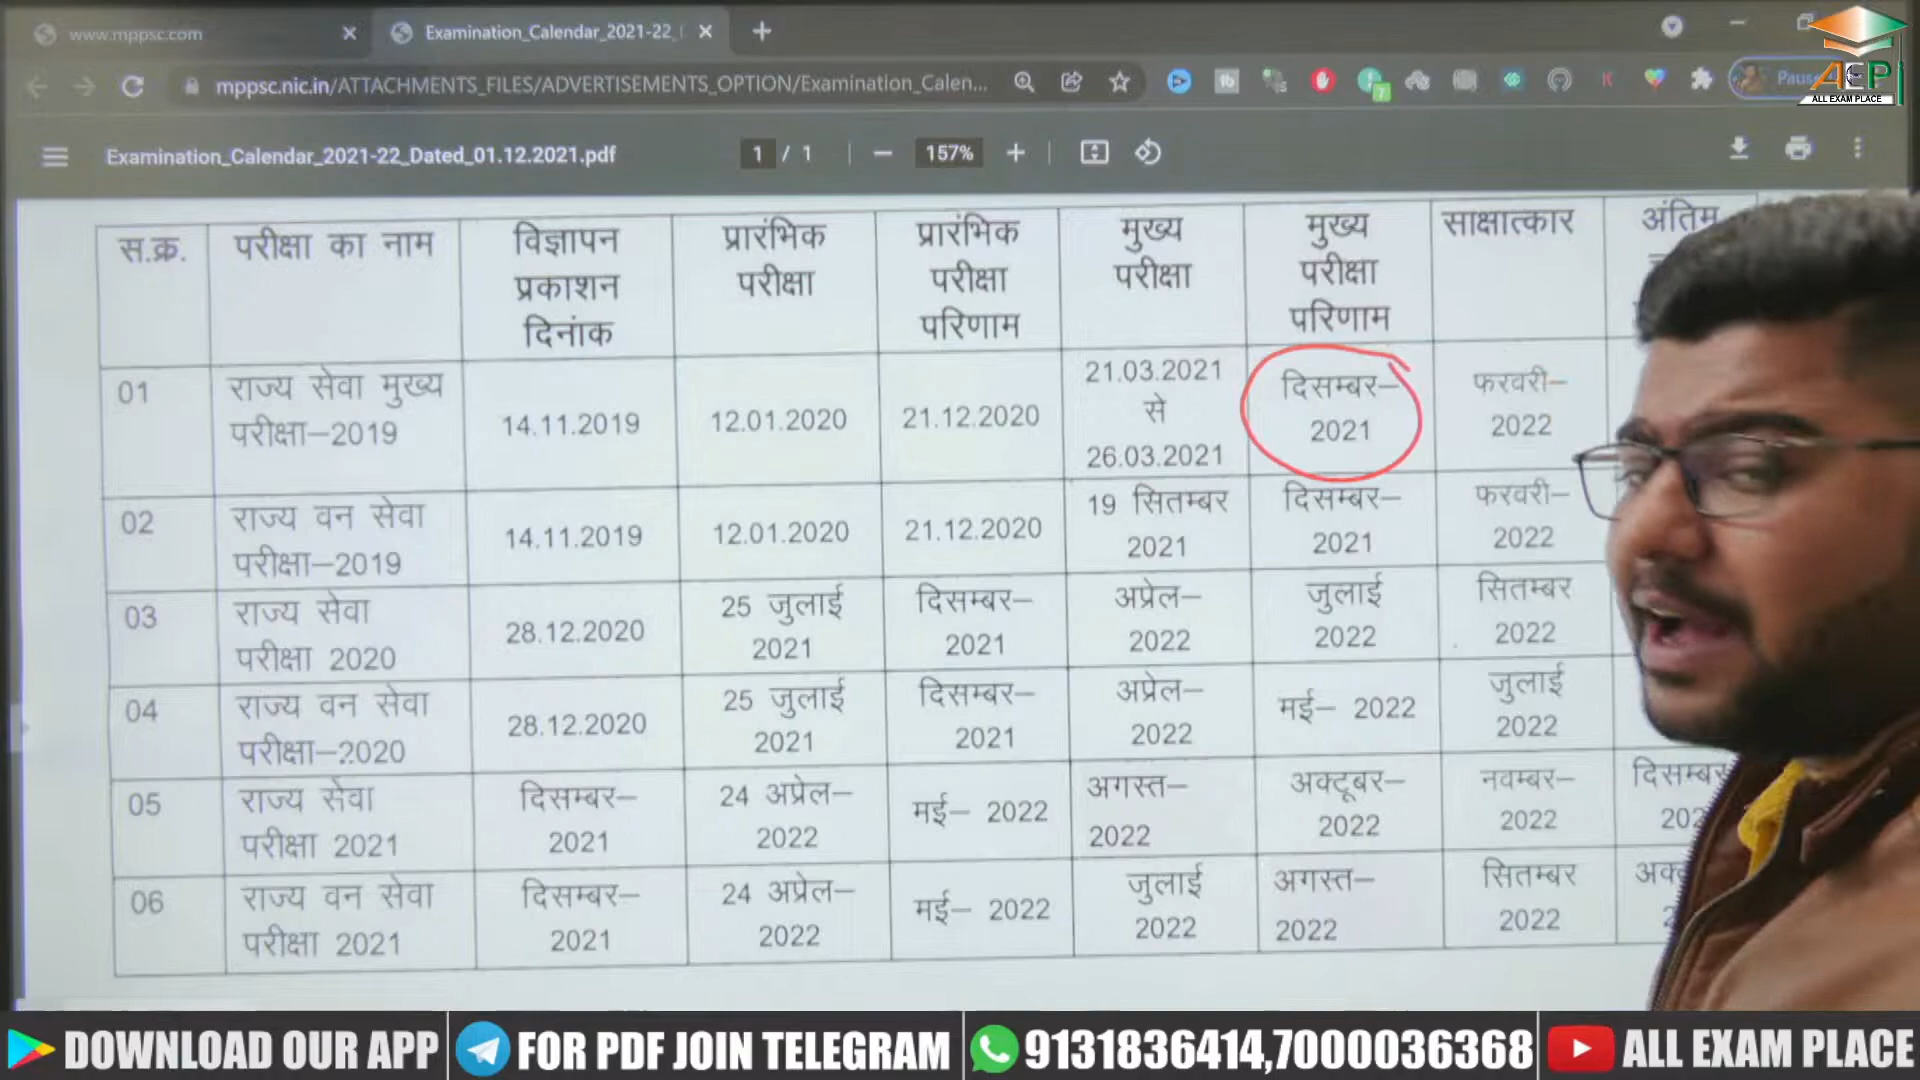 www.mppsc.com
Examination_Calendar_2021-22_
mppsc.nic.in/ATTACHMENTS_FILES/ADVERTISEMENTS_OPTION/Examination_Calen...
Paus
AEPI
ALL EXAM PLACE
Examination_Calendar_2021-22_Dated_01.12.2021.pdf
1 / 1
157%
स.क्र.
परीक्षा का नाम
विज्ञापन
प्रकाशन
दिनांक
प्रारंभिक
परीक्षा
प्रारंभिक
परीक्षा
परिणाम
मुख्य
परीक्षा
मुख्य
परीक्षा
परिणाम
साक्षात्कार
अंतिम
01
राज्य सेवा मुख्य
परीक्षा–2019
14.11.2019
12.01.2020
21.12.2020
21.03.2021
से
26.03.2021
दिसम्बर–
2021
फरवरी–
2022
02
राज्य वन सेवा
परीक्षा–2019
14.11.2019
12.01.2020
21.12.2020
19 सितम्बर
2021
दिसम्बर–
2021
फरवरी–
2022
03
राज्य सेवा
परीक्षा 2020
28.12.2020
25 जुलाई
2021
दिसम्बर–
2021
अप्रेल–
2022
जुलाई
2022
सितम्बर
2022
04
राज्य वन सेवा
परीक्षा–2020
28.12.2020
25 जुलाई
2021
दिसम्बर–
2021
अप्रेल–
2022
मई– 2022
जुलाई
2022
05
राज्य सेवा
परीक्षा 2021
दिसम्बर–
2021
24 अप्रेल–
2022
मई– 2022
अगस्त–
2022
अक्टूबर–
2022
नवम्बर–
2022
दिसम्बर
202
06
राज्य वन सेवा
परीक्षा 2021
दिसम्बर–
2021
24 अप्रेल–
2022
मई– 2022
जुलाई
2022
अगस्त–
2022
सितम्बर
2022
DOWNLOAD OUR APP
FOR PDF JOIN TELEGRAM
9131836414,7000036368
ALL EXAM PLACE